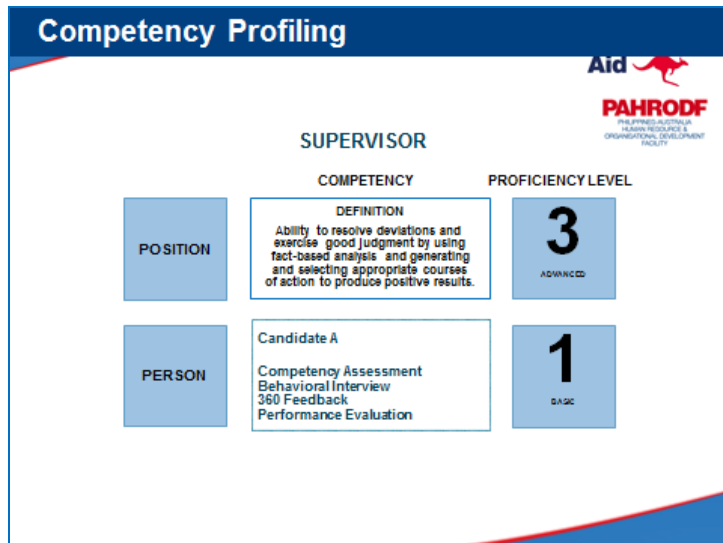 Competency Profiling
Aid
PAHRODF
PHILIPPINES-AUSTRALIA
HUMAN RESOURCE &
ORGANISATIONAL DEVELOPMENT
FACILITY
SUPERVISOR
COMPETENCY
PROFICIENCY LEVEL
POSITION
DEFINITION
Ability to resolve deviations and
exercise good judgment by using
fact-based analysis and generating
and selecting appropriate courses
of action to produce positive results.
3
ADVANCED
PERSON
Candidate A
Competency Assessment
Behavioral Interview
360 Feedback
Performance Evaluation
1
BASIC